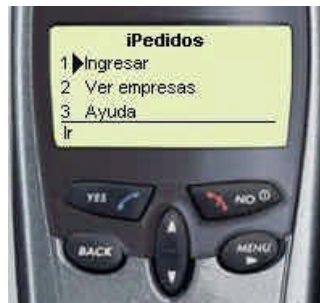 iPedidos
1 Ingresar
2 Ver empresas
3 Ayuda
Ir
YES NO
BACK MENU